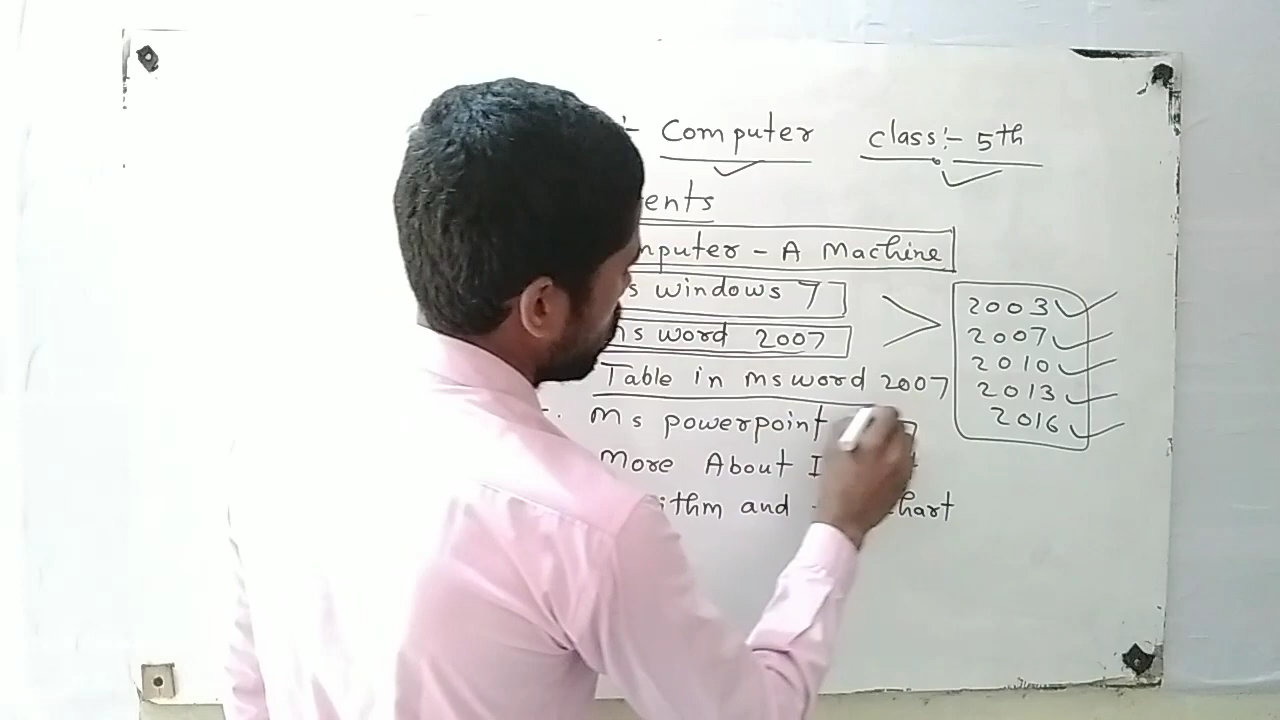 :- Computer class:- 5th
ents
mputer - A Machine
s windows 7
ms word 2007
Table in ms word 2007
Ms powerpoint
More About I
ithm and hart
2003
2007
2010
2013
2016